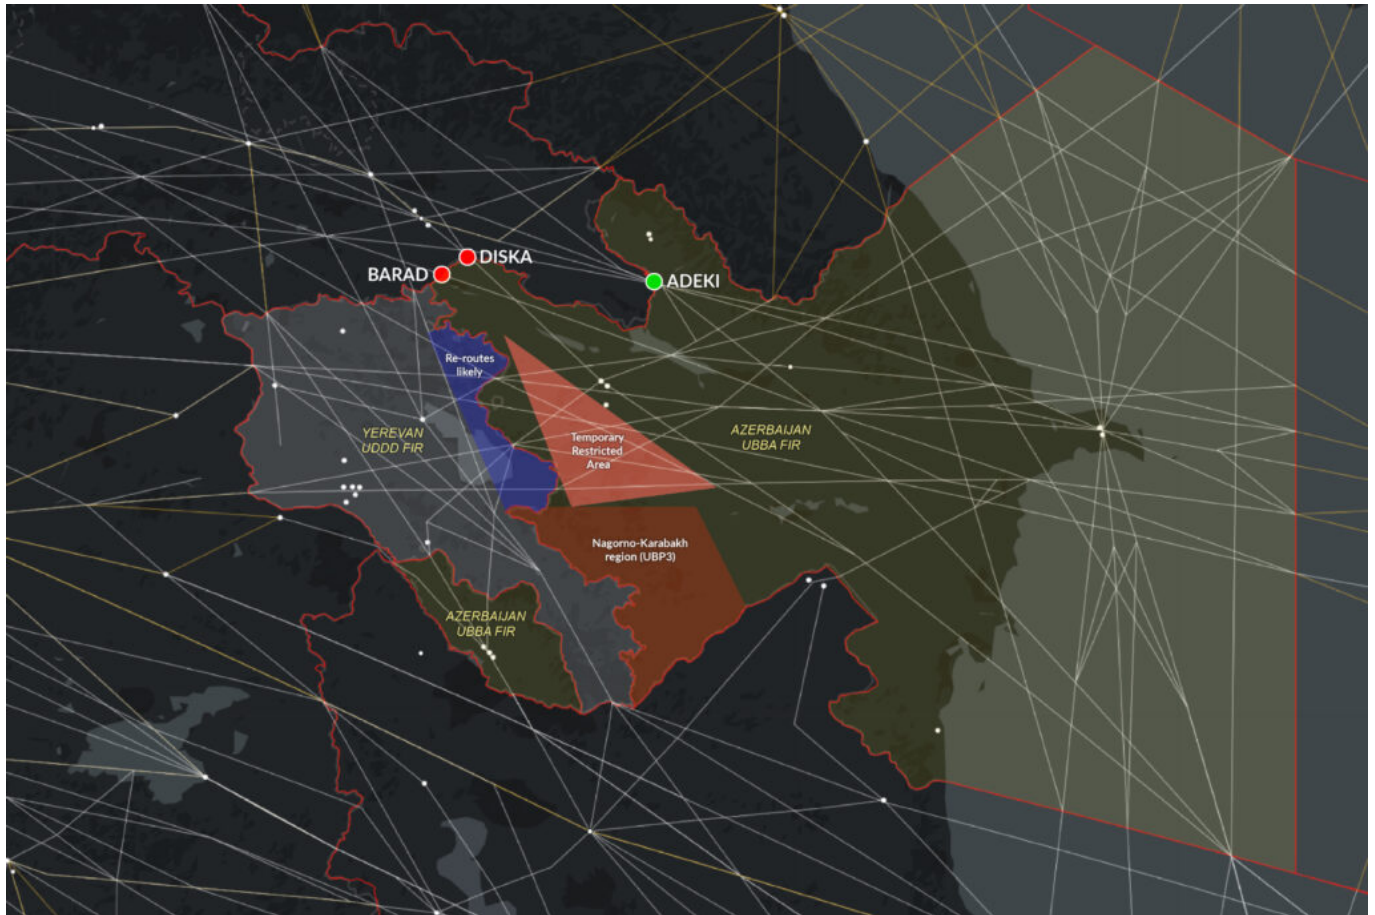 DISKA
BARAD
ADEKI
Re-routes
likely
YEREVAN
UDDD FIR
Temporary
Restricted
Area
AZERBAIJAN
UBBA FIR
Nagorno-Karabakh
region (UBP3)
AZERBAIJAN
UBBA FIR